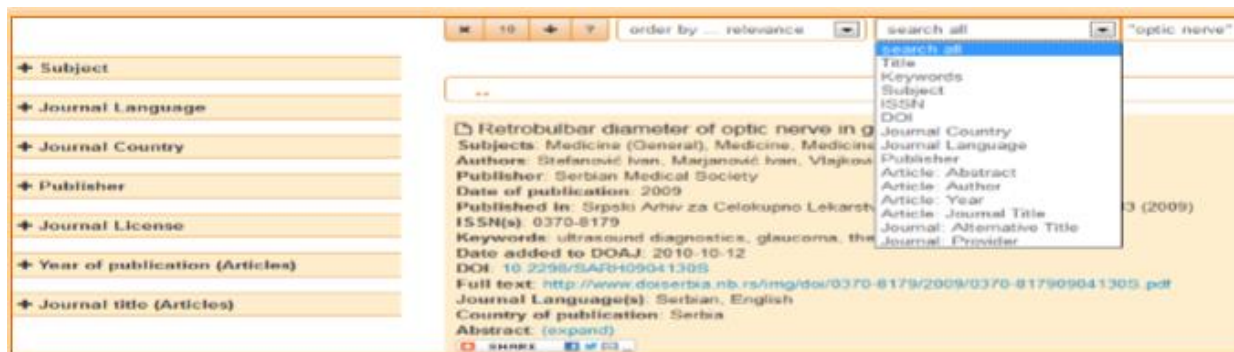 10 + ? order by ... relevance search all "optic nerve"
search all
Title
Keywords
Subject
ISSN
DOI
Journal Country
Journal Language
Publisher
Article: Abstract
Article: Author
Article: Year
Article: Journal Title
Journal: Alternative Title
Journal: Provider
+ Subject
+ Journal Language
+ Journal Country
+ Publisher
+ Journal License
+ Year of publication (Articles)
+ Journal title (Articles)
..
Retrobulbar diameter of optic nerve in g
Subjects: Medicine (General), Medicine, Medicine
Authors: Stefanović Ivan, Marjanović Ivan, Vlajkovi
Publisher: Serbian Medical Society
Date of publication: 2009
Published in: Srpski Arhiv za Celokupno Lekarst 03 (2009)
ISSN(s): 0370-8179
Keywords: ultrasound diagnostics, glaucoma, the
Date added to DOAJ: 2010-10-12
DOI: 10.2298/SARH0904130S
Full text: http://www.doiserbia.nb.rs/img/doi/0370-8179/2009/0370-81790904130S.pdf
Journal Language(s): Serbian, English
Country of publication: Serbia
Abstract: (expand)
SHARE